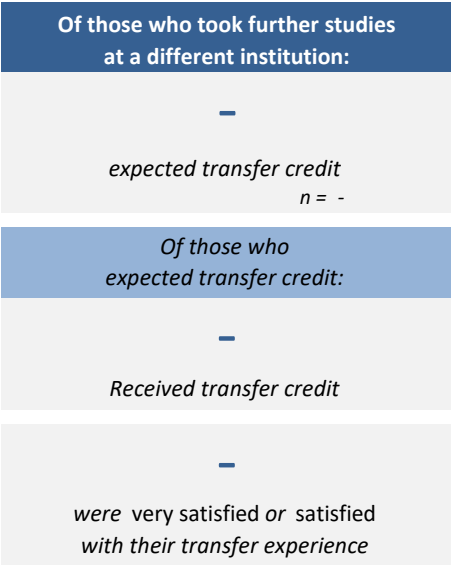 Of those who took further studies
at a different institution:
–
expected transfer credit
n = -
Of those who
expected transfer credit:
–
Received transfer credit
–
were very satisfied or satisfied
with their transfer experience